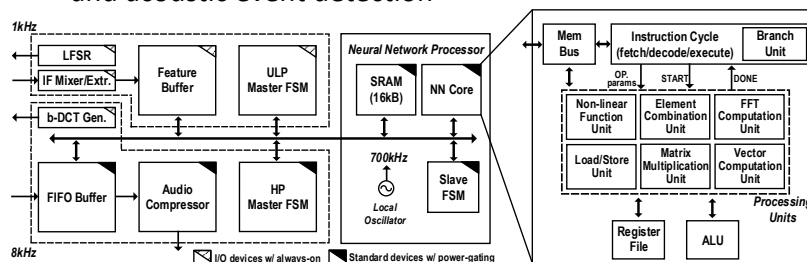 and acoustic event detection
1kHz
LFSR
IF Mixer/Extr.
b-DCT Gen.
Feature
Buffer
ULP
Master FSM
FIFO Buffer
Audio
Compressor
HP
Master FSM
8kHz
Neural Network Processor
SRAM
(16kB)
NN Core
700kHz
Local
Oscillator
Slave
FSM
I/O devices w/ always-on
Standard devices w/ power-gating
Mem
Bus
Instruction Cycle
(fetch/decode/execute)
Branch
Unit
OP.
params
START
DONE
Non-linear
Function
Unit
Element
Combination
Unit
FFT
Computation
Unit
Load/Store
Unit
Matrix
Multiplication
Unit
Vector
Computation
Unit
Processing
Units
Register
File
ALU